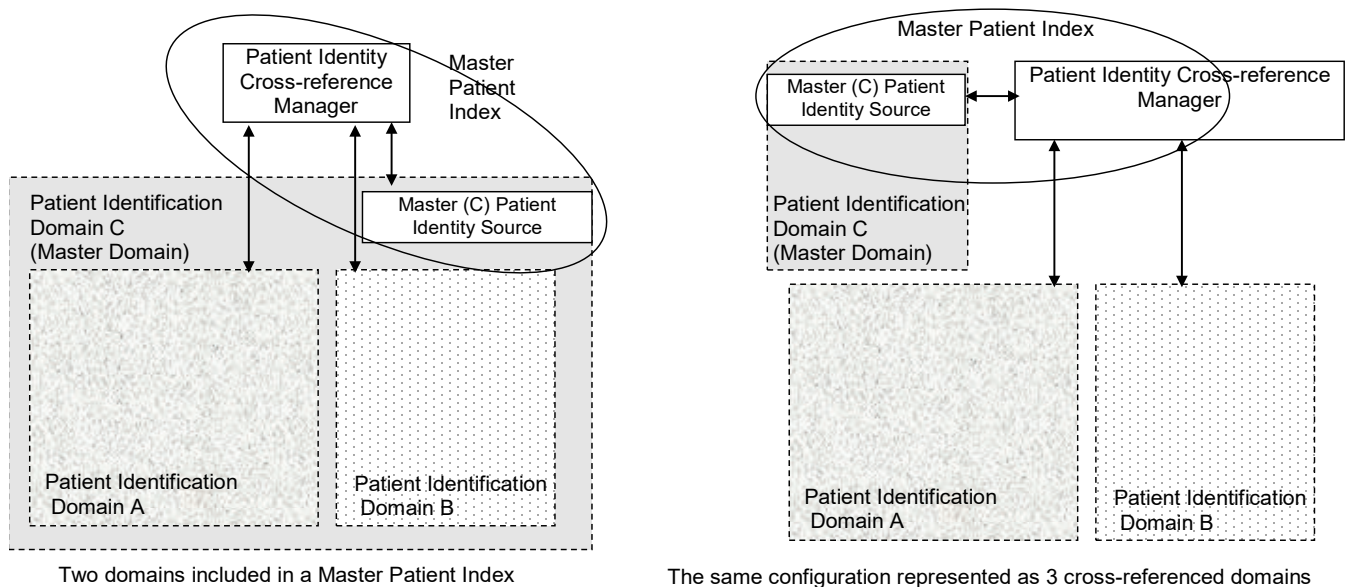 Patient Identity
Cross-reference
Manager
Master
Patient
Index
Patient Identification
Domain C
(Master Domain)
Master (C) Patient
Identity Source
Patient Identification
Domain A
Patient Identification
Domain B
Two domains included in a Master Patient Index
Master Patient Index
Master (C) Patient
Identity Source
Patient Identity Cross-reference
Manager
Patient Identification
Domain C
(Master Domain)
Patient Identification
Domain A
Patient Identification
Domain B
The same configuration represented as 3 cross-referenced domains